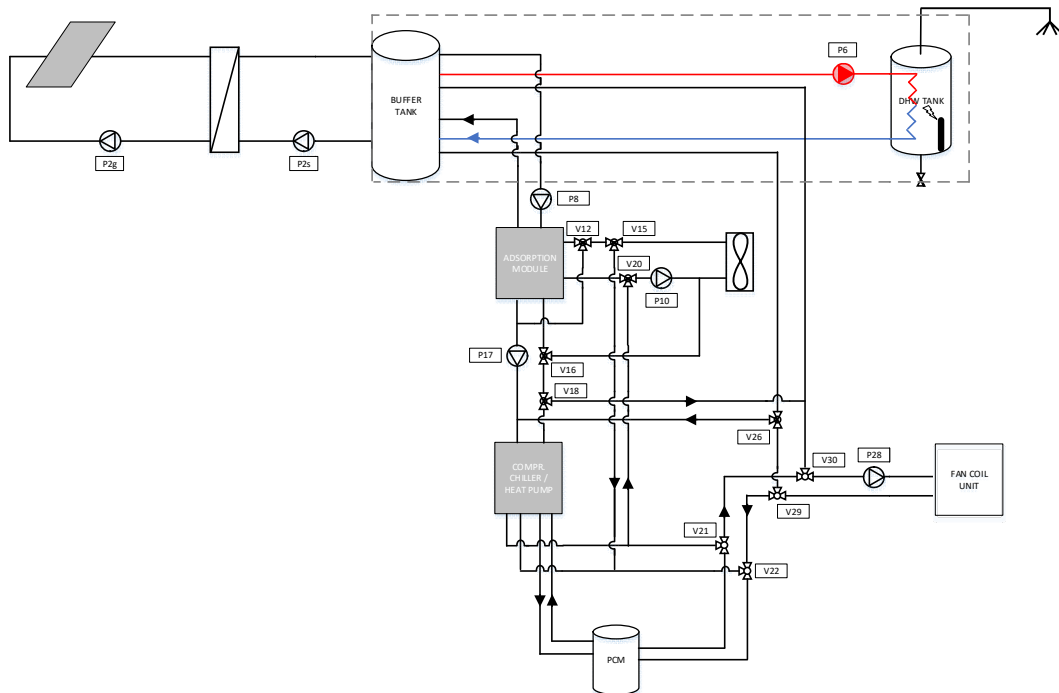 P6
BUFFER
TANK
DHW TANK
P2g
P2s
P8
V12
V15
ADSORPTION
MODULE
V20
P10
P17
V16
V18
V26
COMPR.
CHILLER /
HEAT PUMP
V30
P28
FAN COIL
UNIT
V29
V21
V22
PCM